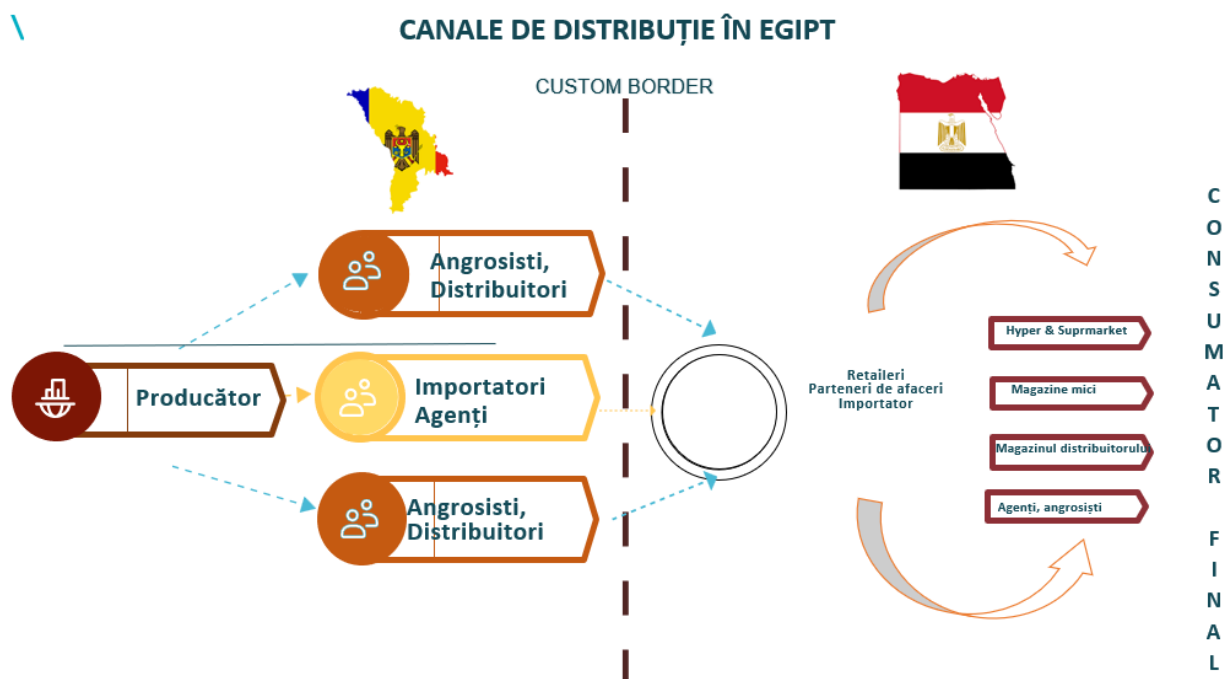 \
CANALE DE DISTRIBUȚIE ÎN EGIPT
CUSTOM BORDER
Angrosisti,
Distribuitori
Producător
Importatori
Agenți
Angrosisti,
Distribuitori
Retaileri
Parteneri de afaceri
Importator
Hyper & Suprmarket
Magazine mici
Magazinul distribuitorului
Agenți, angrosiști
CONSUMATOR FINAL